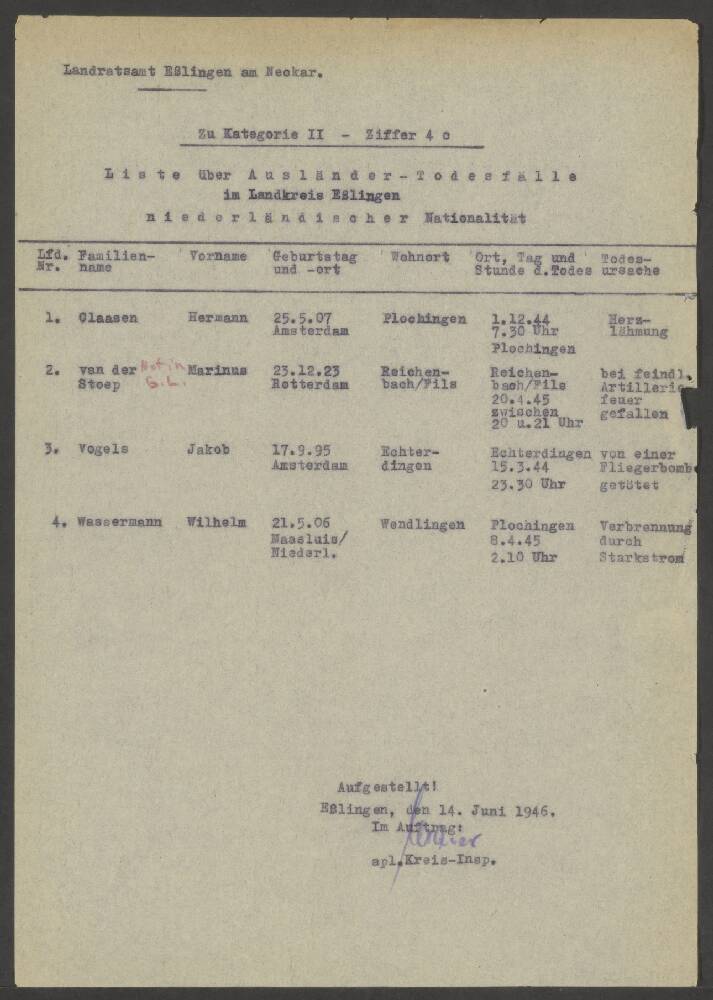 Landratsamt Eßlingen am Neckar.
Zu Kategorie II - Ziffer 4 c
Liste über Ausländer-Todesfälle
im Landkreis Eßlingen
niederländischer Nationalität
Lfd. Familien- Vorname Geburtstag Wohnort Ort, Tag und Todes-
Nr. name und -ort Stunde d.Todes ursache
1. Claasen Hermann 25.5.07 Plochingen 1.12.44 Herz-
Amsterdam 7.30 Uhr lähmung
Plochingen
2. van der Not in Marinus 23.12.23 Reichen- Reichen- bei feindl.
Stoep G.L. Rotterdam bach/Fils bach/Fils Artillerie
20.4.45 feuer
zwischen gefallen
20 u.21 Uhr
3. Vogels Jakob 17.9.95 Echter- Echterdingen von einer
Amsterdam dingen 15.3.44 Fliegerbombe
23.30 Uhr getötet
4. Wassermann Wilhelm 21.5.06 Wendlingen Plochingen Verbrennung
Maasluis/ 8.4.45 durch
Niederl. 2.10 Uhr Starkstrom
Aufgestellt!
Eßlingen, den 14. Juni 1946.
Im Auftrag:
apl.Kreis-Insp.